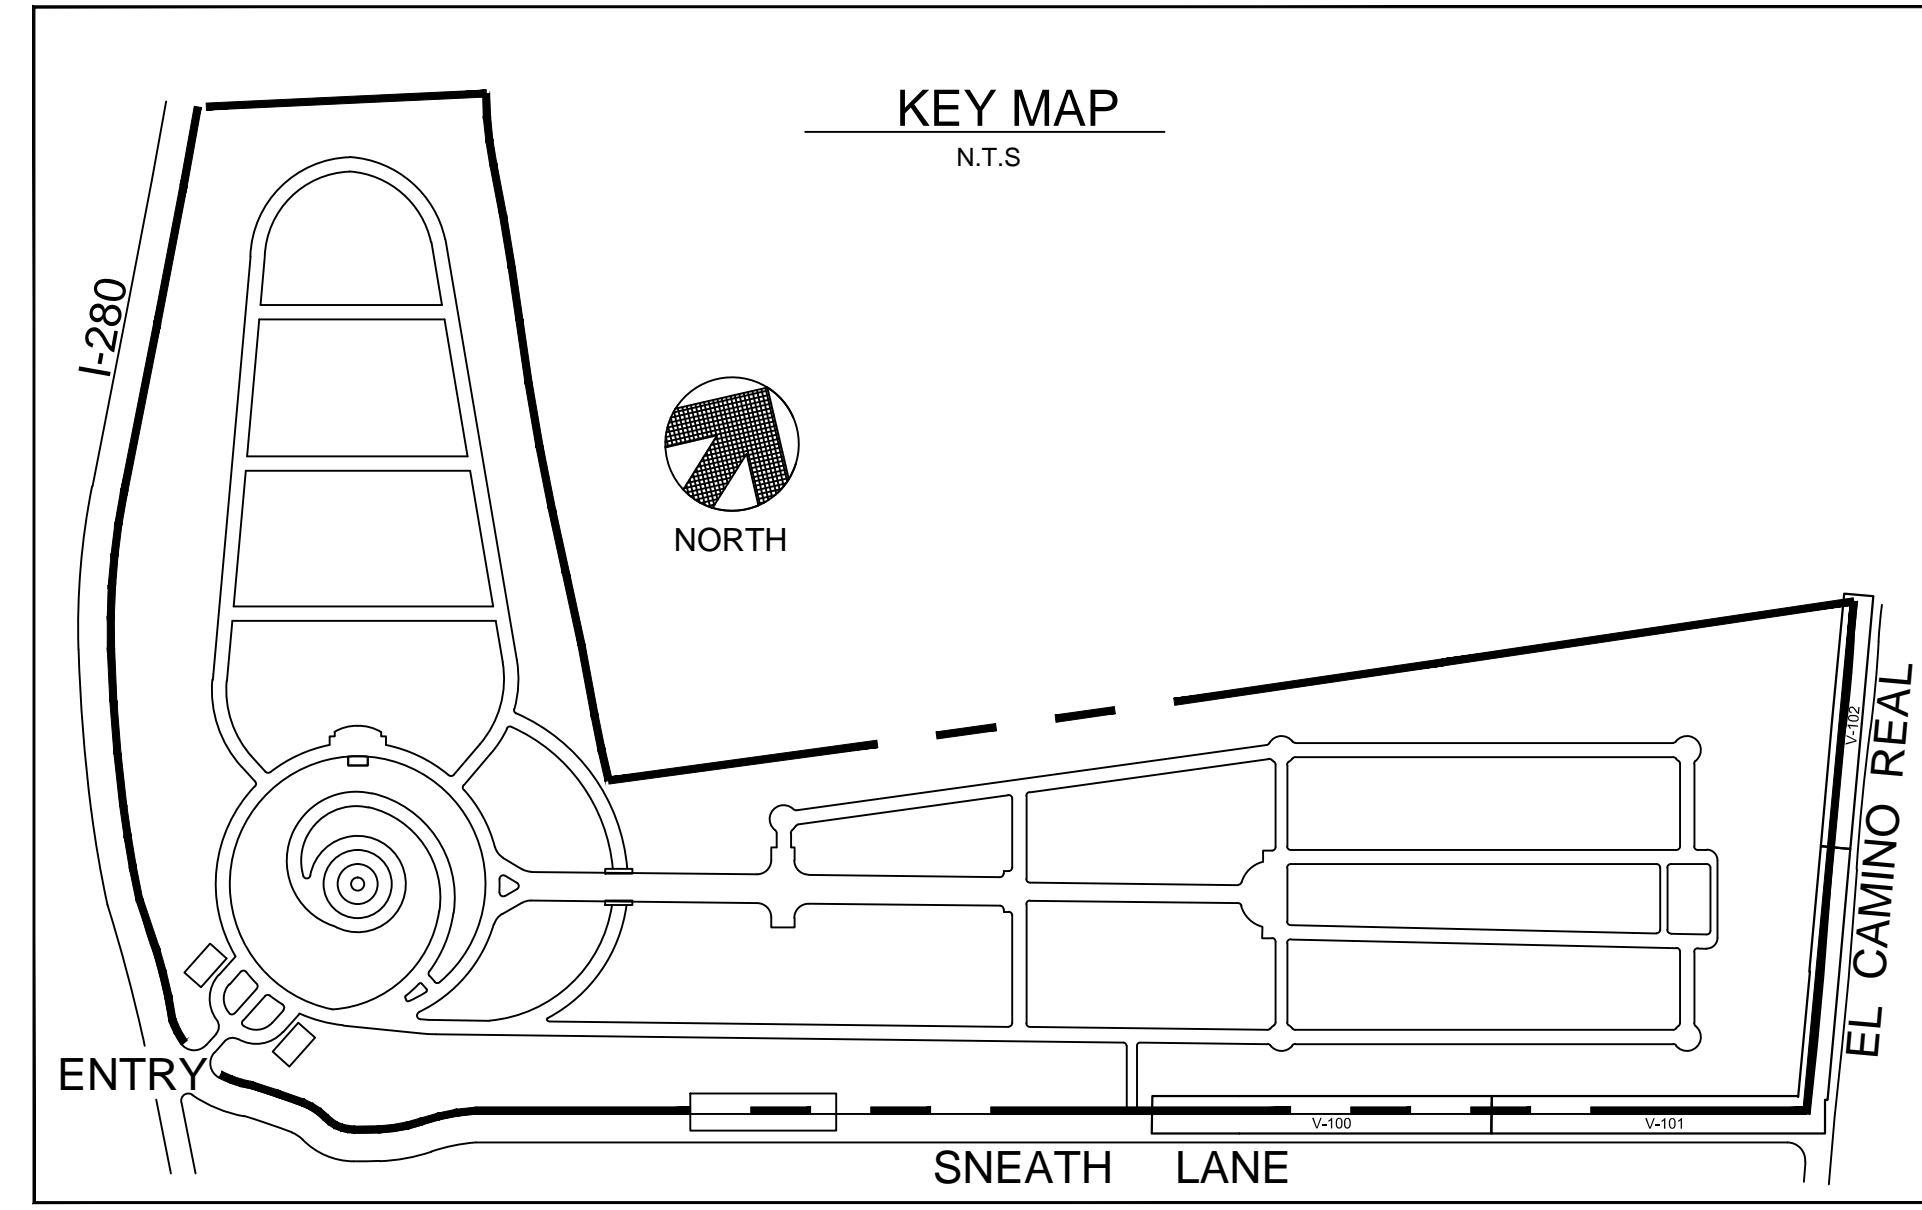 KEY MAP
N.T.S
I-280
NORTH
V-102
EL CAMINO REAL
ENTRY
V-100
V-101
SNEATH LANE